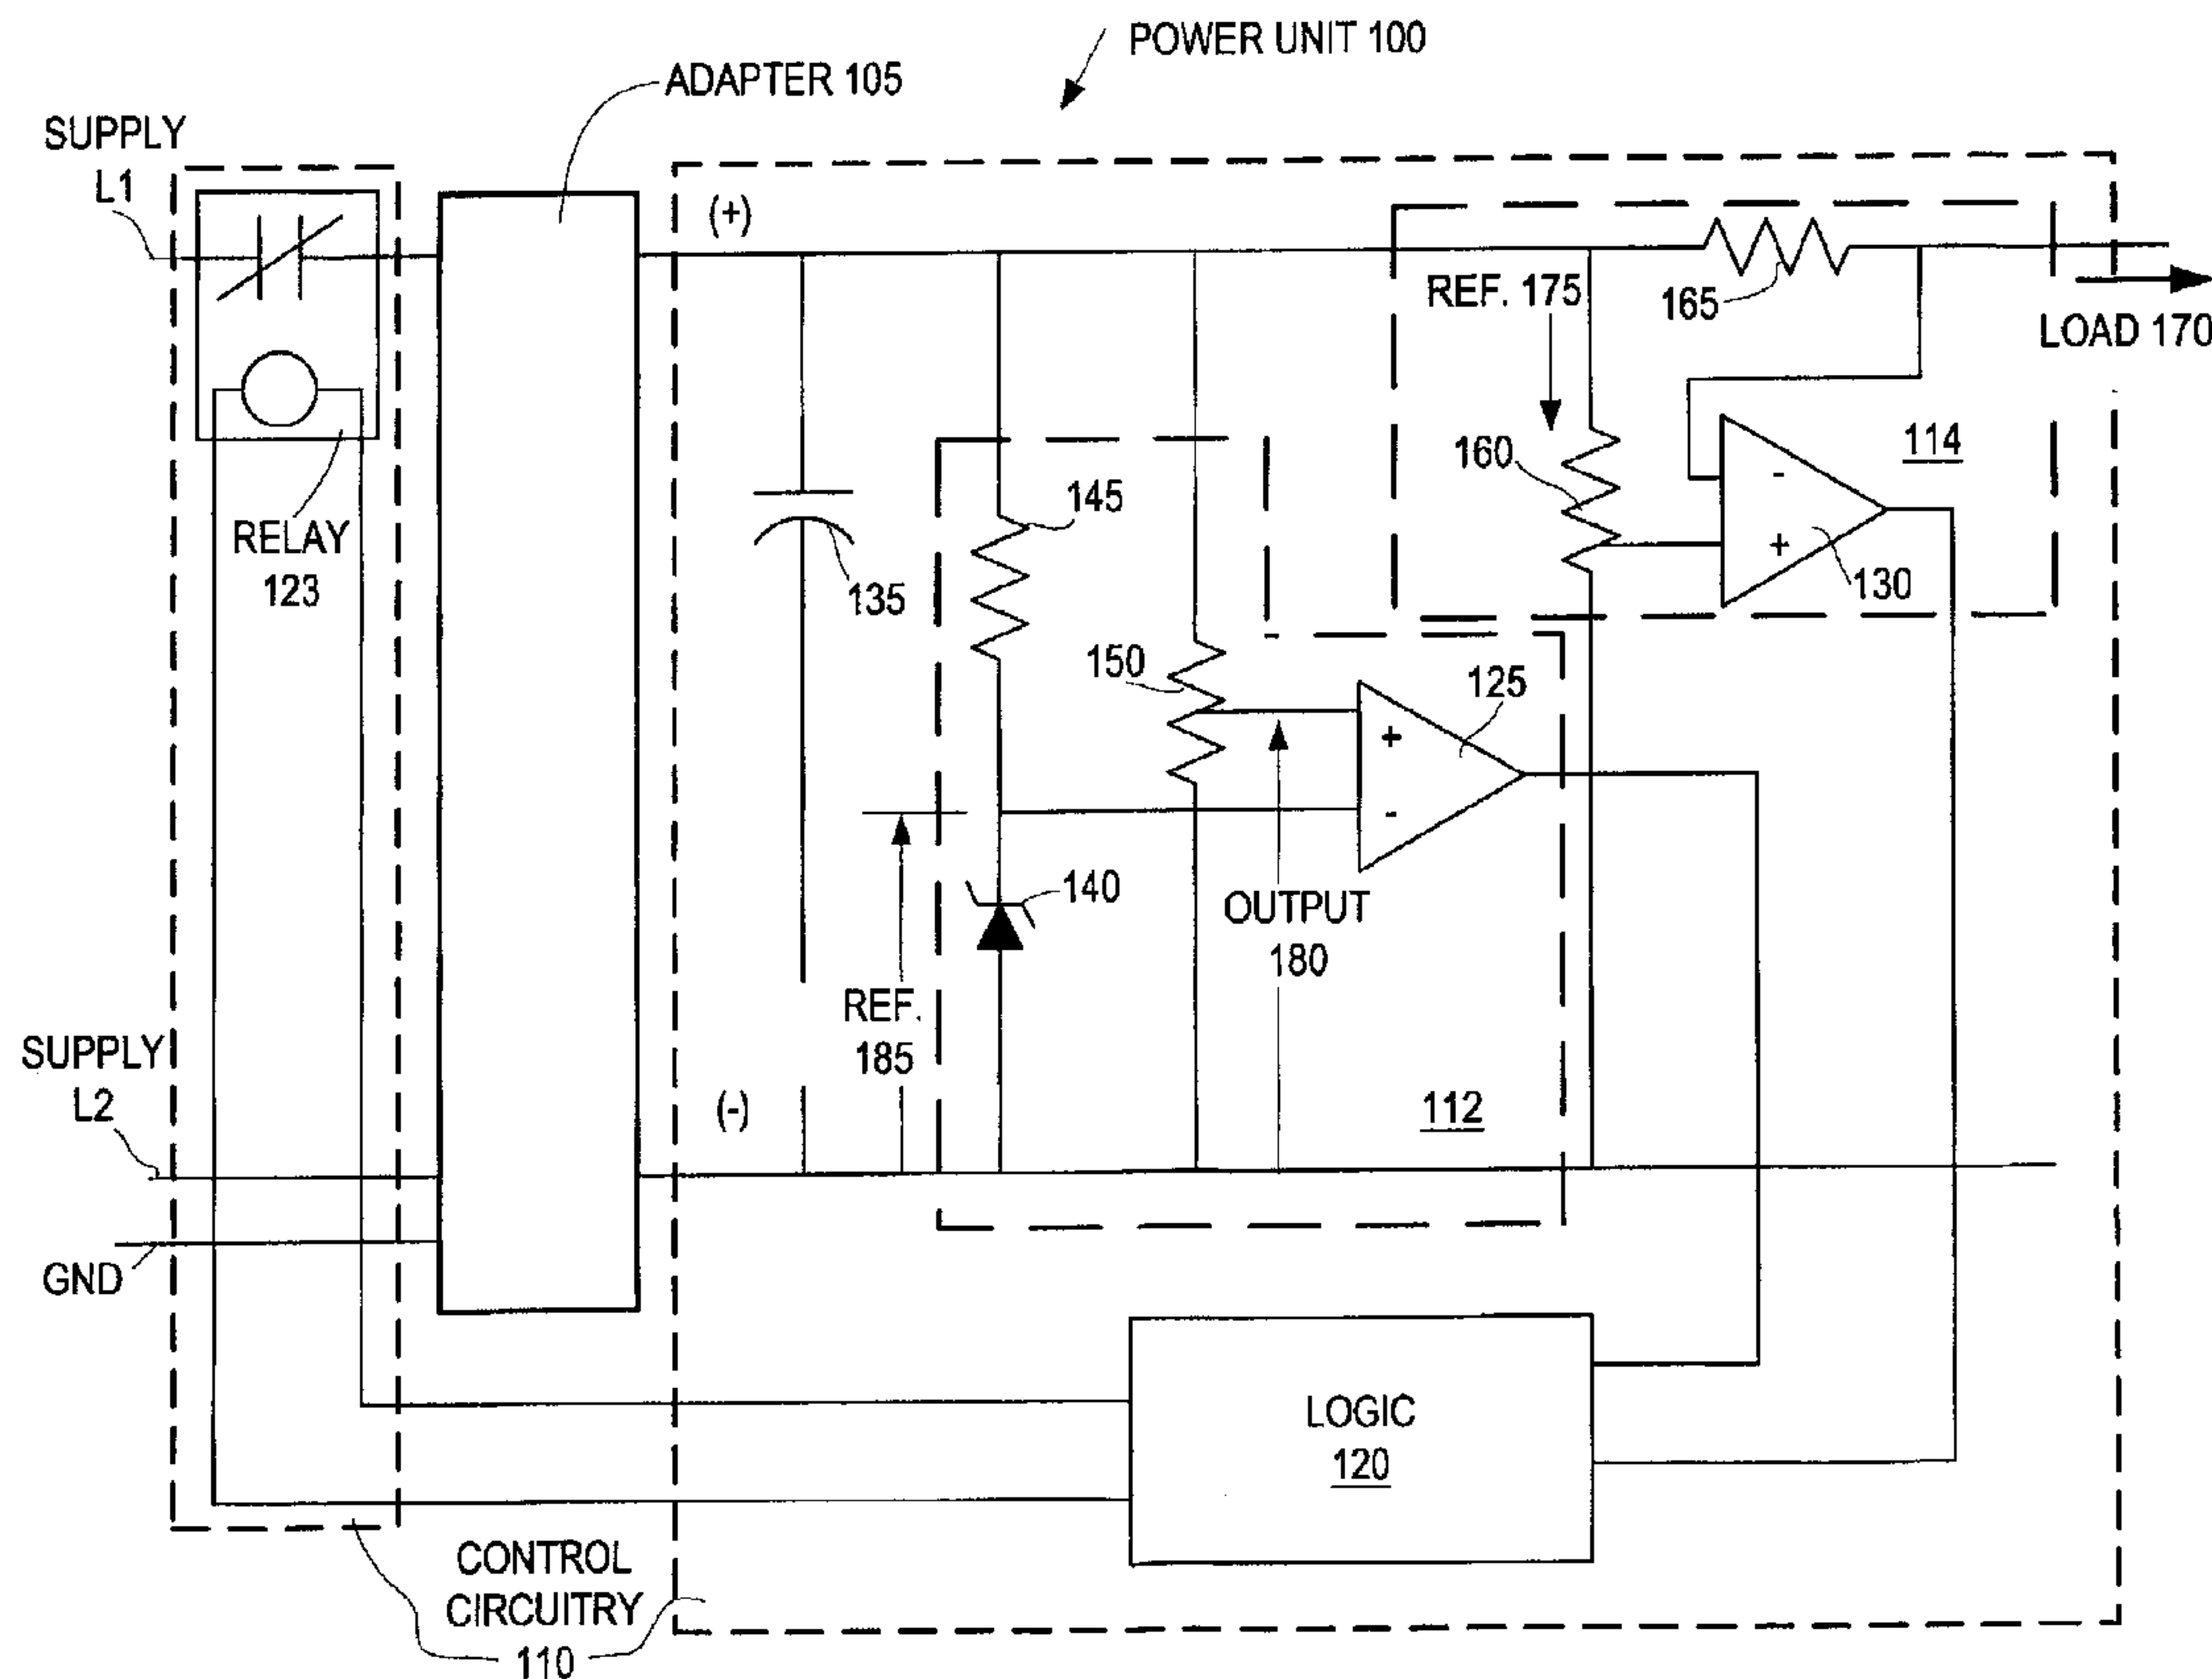 POWER UNIT 100
ADAPTER 105
SUPPLY
L1
(+)
REF. 175
165
LOAD 170
160
114
-
+
130
145
RELAY
123
135
150
125
+
-
140
OUTPUT
180
REF.
185
SUPPLY
L2
(-)
112
GND
LOGIC
120
CONTROL
CIRCUITRY
110